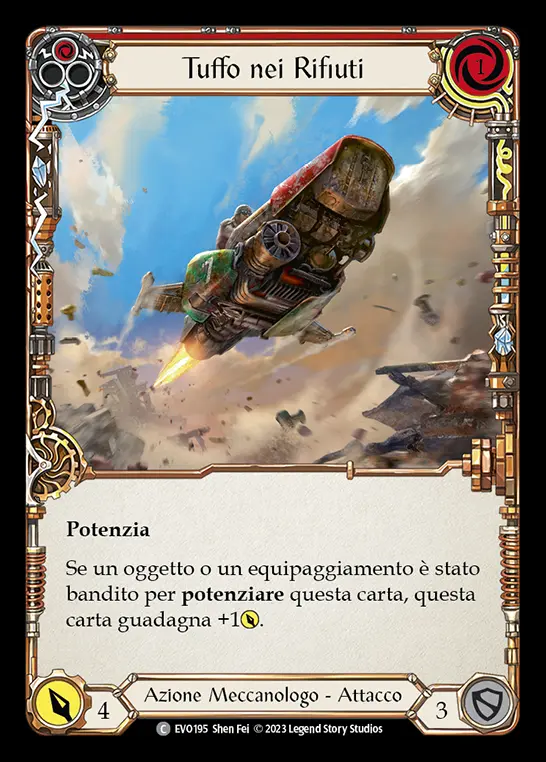 Tuffo nei Rifiuti
1
Potenzia
Se un oggetto o un equipaggiamento è stato
bandito per potenziare questa carta, questa
carta guadagna +1.
4
Azione Meccanologo - Attacco
3
C EVO195 Shen Fei © 2023 Legend Story Studios